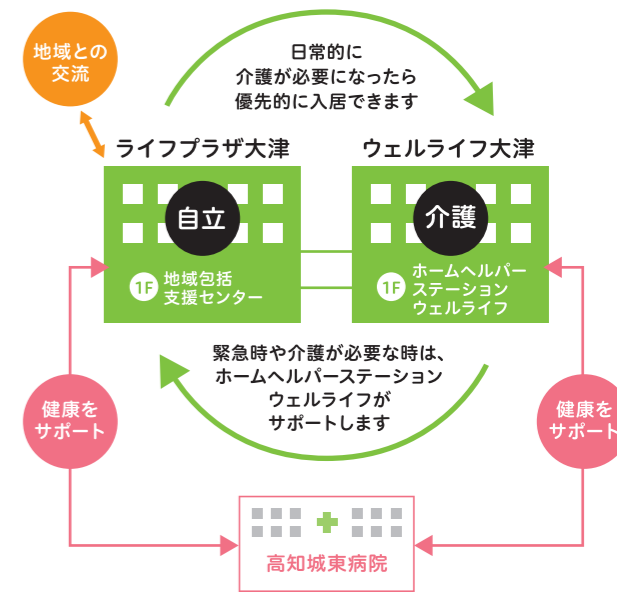 地域との
交流
日常的に
介護が必要になったら
優先的に入居できます
ライフプラザ大津
ウェルライフ大津
自立
介護
1F
地域包括
支援センター
1F
ホームヘルパー
ステーション
ウェルライフ
緊急時や介護が必要な時は、
ホームヘルパーステーション
ウェルライフが
サポートします
健康を
サポート
健康を
サポート
高知城東病院